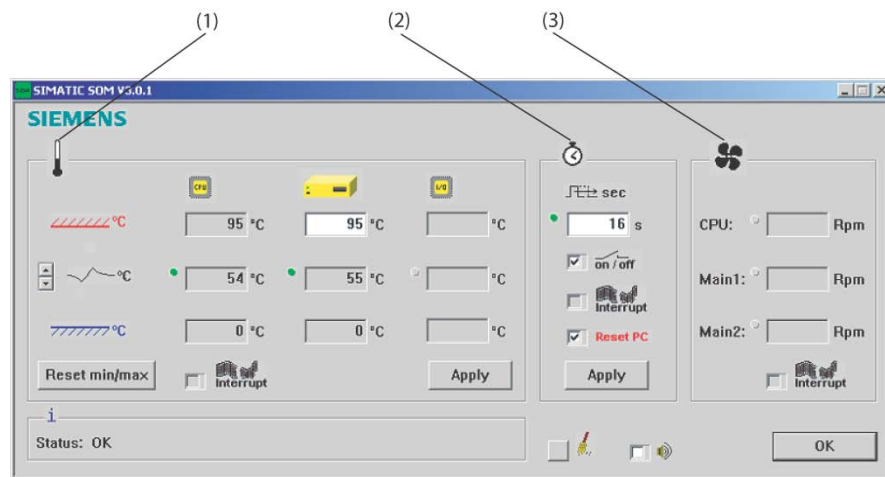 (1) (2) (3)
SIMATIC SOM V3.0.1
SIEMENS
CPU I/O
sec
°C 95 °C 95 °C °C
16 s
CPU: Rpm
°C 54 °C 55 °C °C
on/off
Main1: Rpm
Interrupt
°C 0 °C 0 °C °C
Reset PC
Main2: Rpm
Reset min/max Interrupt Apply Apply Interrupt
i
Status: OK
OK